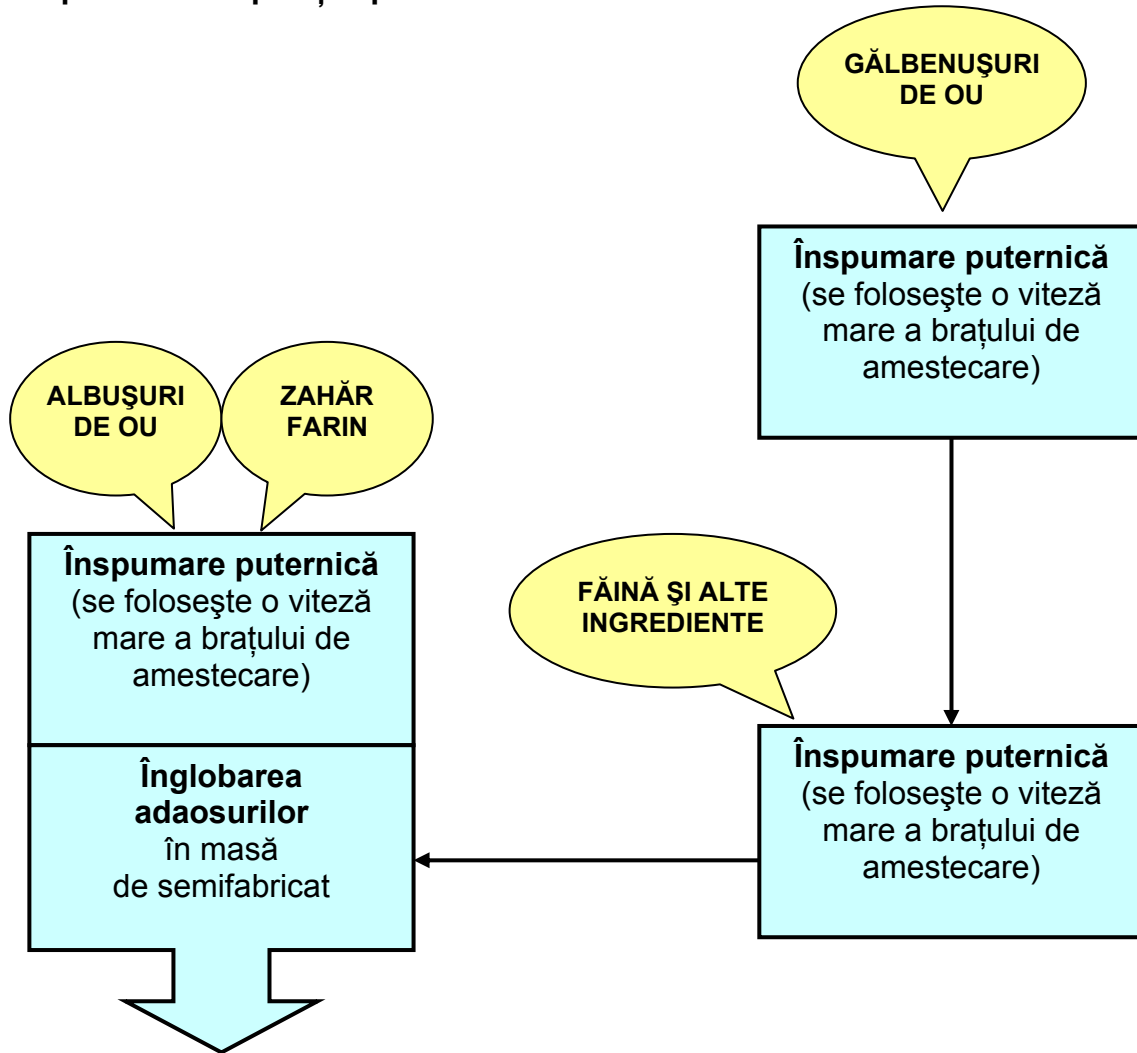 GĂLBENUŞURI
DE OU
Înspumare puternică
(se foloseşte o viteză
mare a brațului de
amestecare)
ALBUŞURI
DE OU
ZAHĂR
FARIN
Înspumare puternică
(se foloseşte o viteză
mare a brațului de
amestecare)
FĂINĂ ŞI ALTE
INGREDIENTE
Înspumare puternică
(se foloseşte o viteză
mare a brațului de
amestecare)
Înglobarea
adaosurilor
în masă
de semifabricat